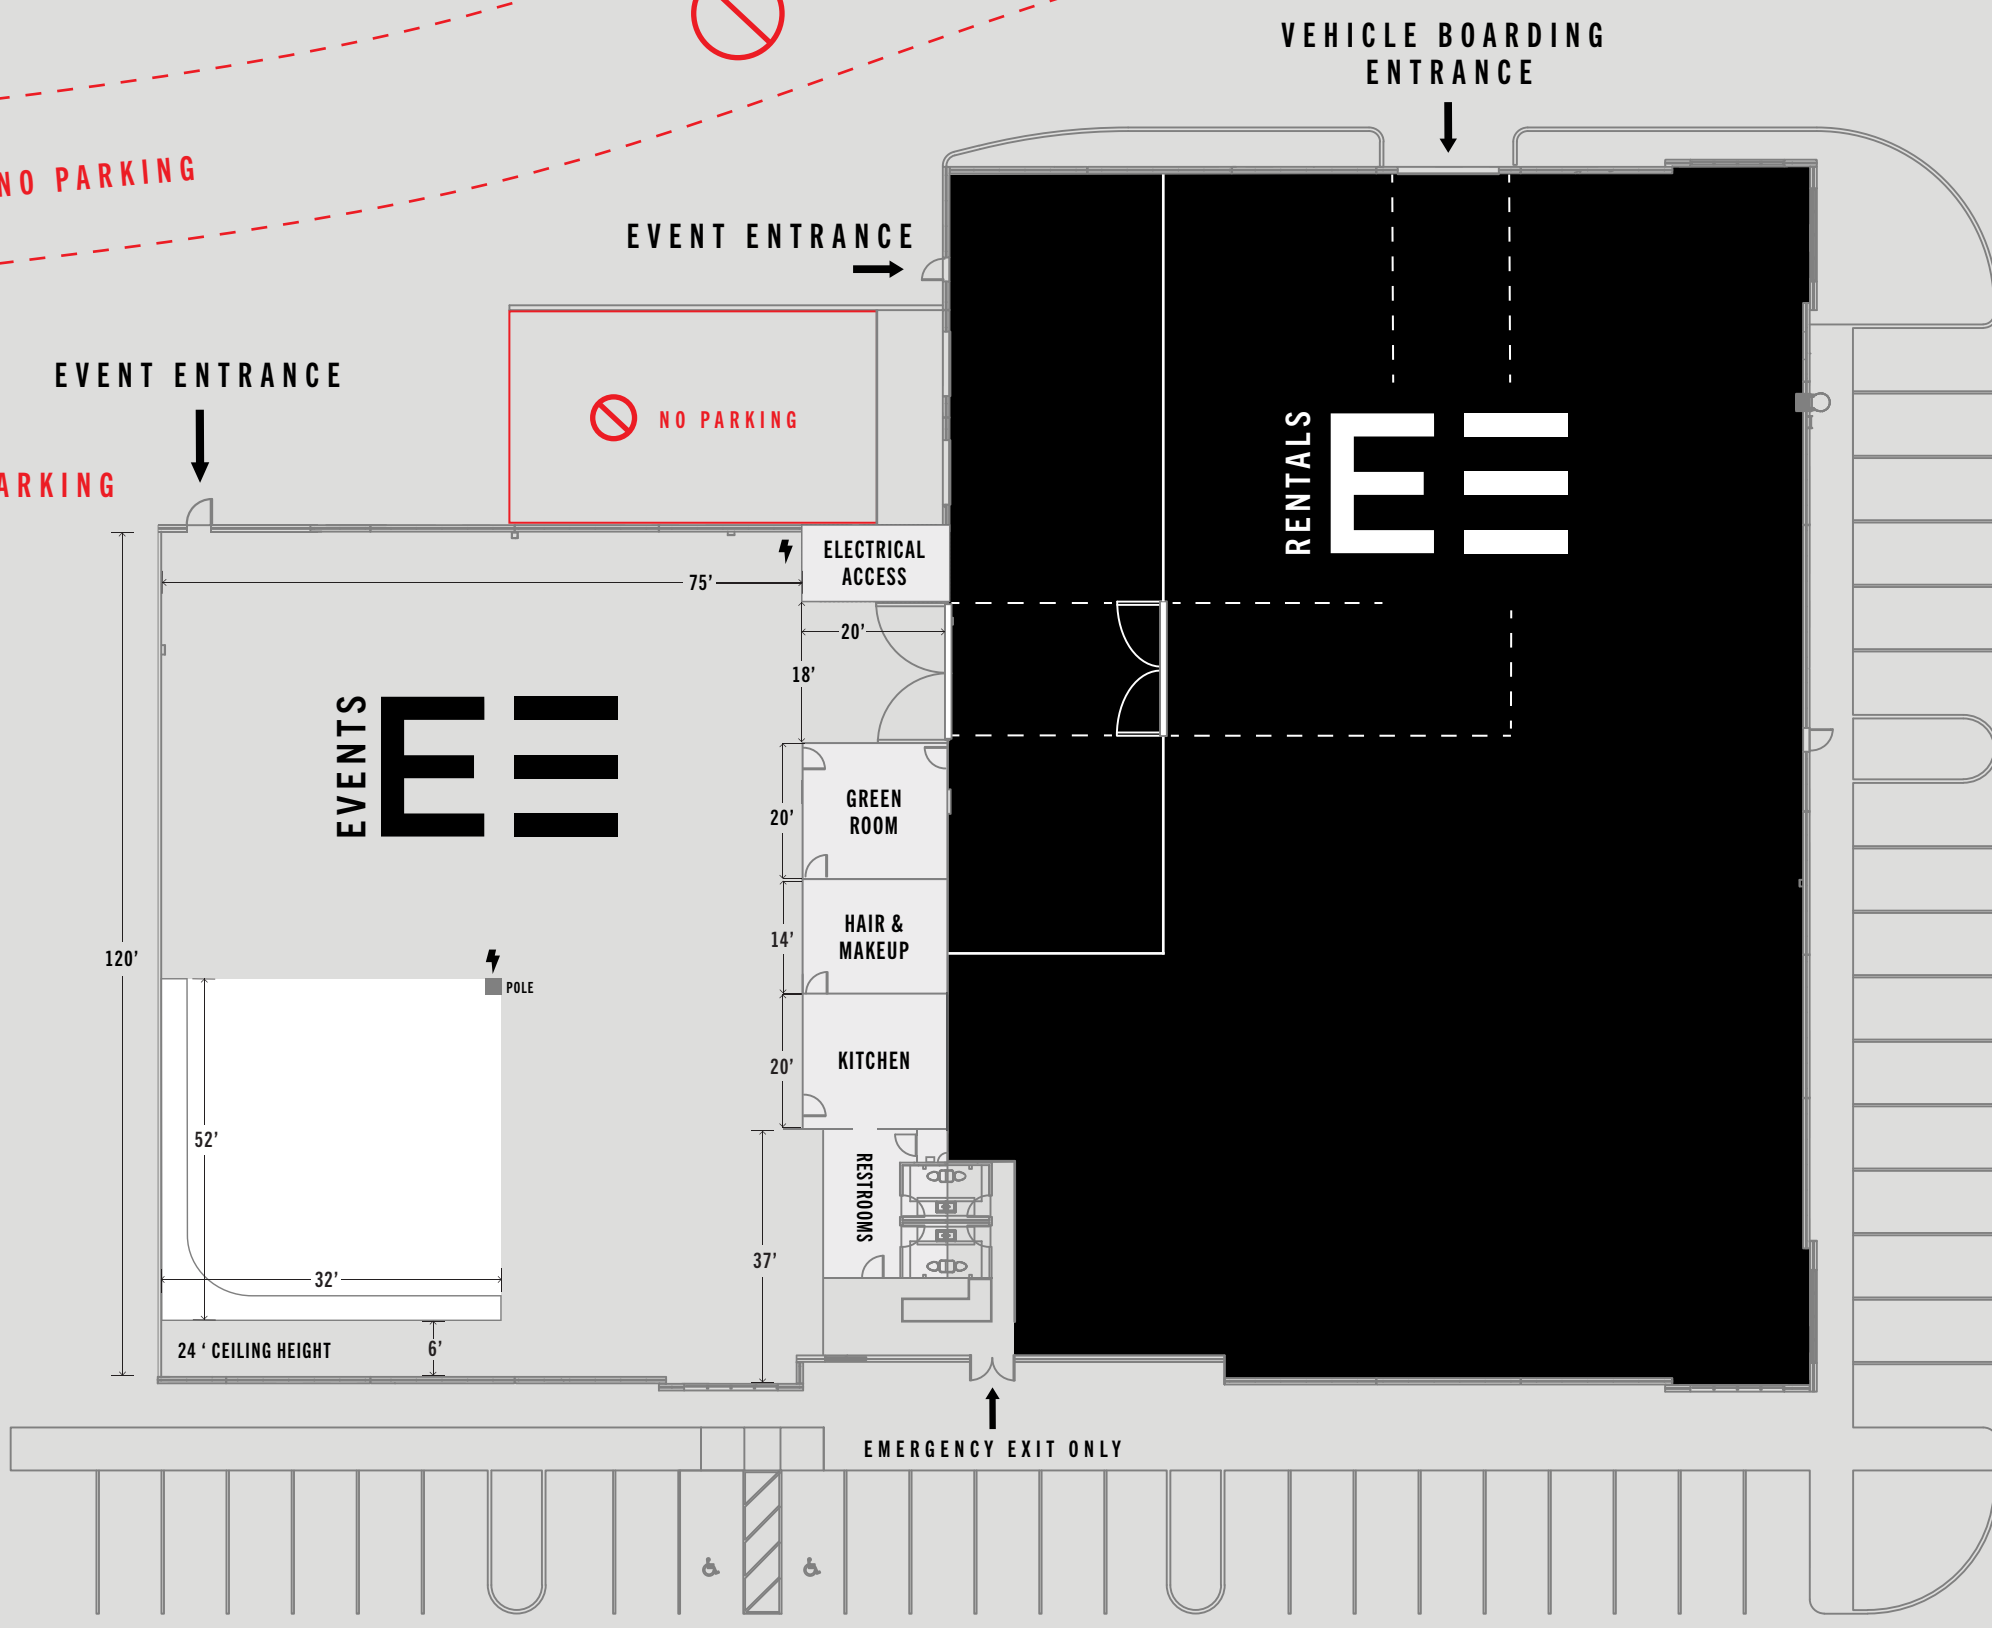 VEHICLE BOARDING
ENTRANCE
NO PARKING
EVENT ENTRANCE
EVENT ENTRANCE
NO PARKING
ARKING
RENTALS
ELECTRICAL
ACCESS
75’
20’
18’
EVENTS
GREEN
ROOM
20’
HAIR &
MAKEUP
14’
120’
POLE
KITCHEN
20’
52’
RESTROOMS
37’
32’
24 ‘ CEILING HEIGHT
6’
EMERGENCY EXIT ONLY